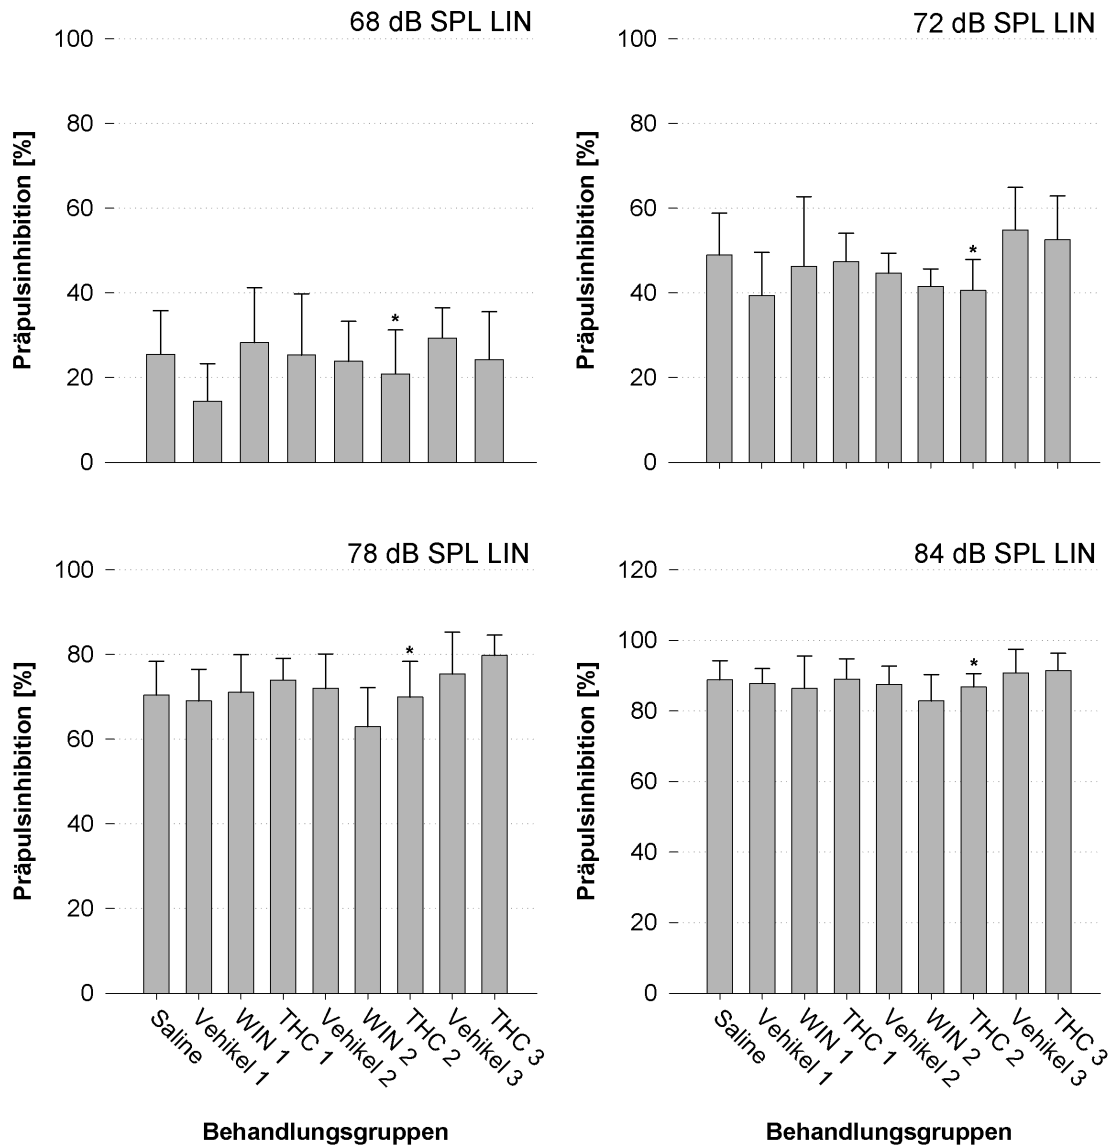 68 dB SPL LIN
100
80
60
40
20
0
Präpulsinhibition [%]
*
72 dB SPL LIN
100
80
60
40
20
0
Präpulsinhibition [%]
*
78 dB SPL LIN
100
80
60
40
20
0
Präpulsinhibition [%]
*
Saline
Vehikel 1
WIN 1
THC 1
Vehikel 2
WIN 2
THC 2
Vehikel 3
THC 3
Behandlungsgruppen
84 dB SPL LIN
120
100
80
60
40
20
0
Präpulsinhibition [%]
*
Saline
Vehikel 1
WIN 1
THC 1
Vehikel 2
WIN 2
THC 2
Vehikel 3
THC 3
Behandlungsgruppen